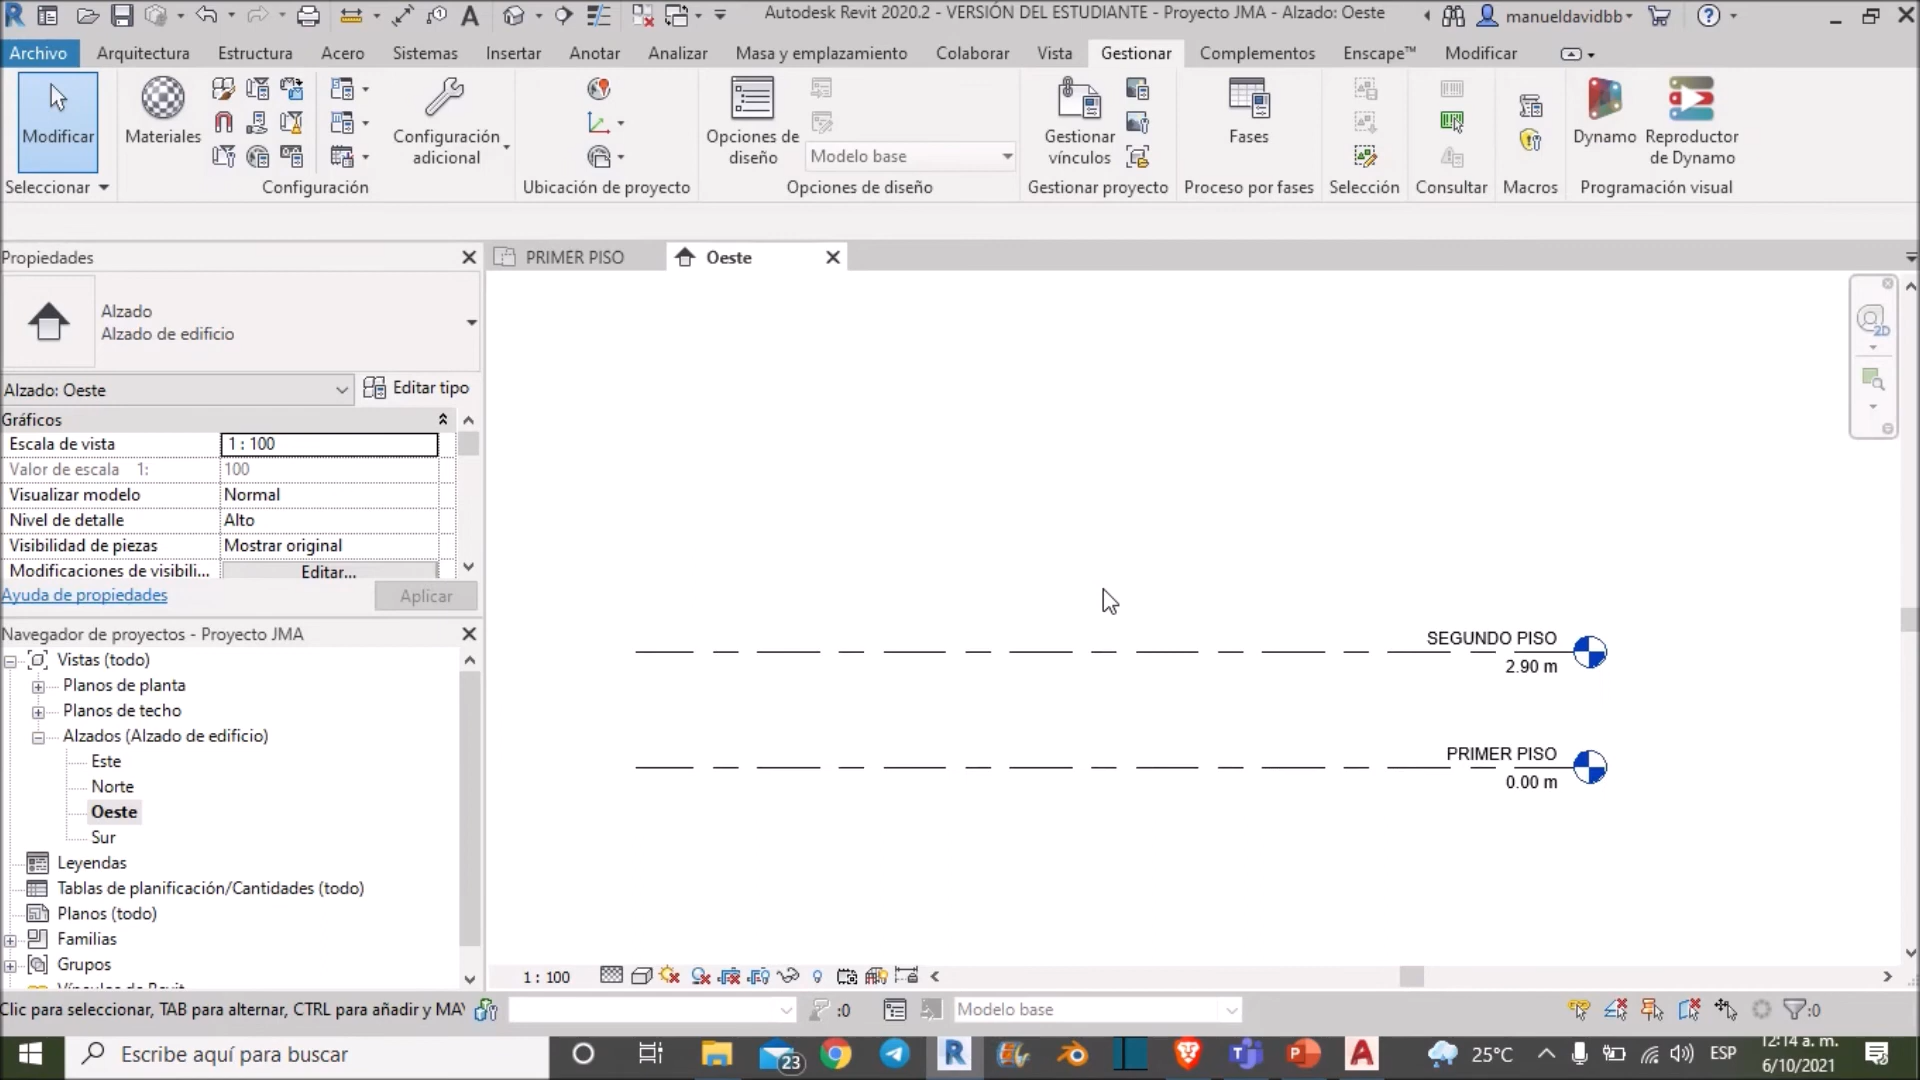 Autodesk Revit 2020.2 - VERSIÓN DEL ESTUDIANTE - Proyecto JMA - Alzado: Oeste
manueldavidbb
Archivo Arquitectura Estructura Acero Sistemas Insertar Anotar Analizar Masa y emplazamiento Colaborar Vista Gestionar Complementos Enscape™ Modificar
Modificar
Materiales
Configuración adicional
Opciones de diseño
Modelo base
Gestionar vínculos
Fases
Dynamo
Reproductor de Dynamo
Seleccionar
Configuración
Ubicación de proyecto
Opciones de diseño
Gestionar proyecto
Proceso por fases
Selección
Consultar
Macros
Programación visual
Propiedades
PRIMER PISO
Oeste
Alzado
Alzado de edificio
Alzado: Oeste
Editar tipo
Gráficos
Escala de vista 1 : 100
Valor de escala 1: 100
Visualizar modelo Normal
Nivel de detalle Alto
Visibilidad de piezas Mostrar original
Modificaciones de visibili... Editar...
Ayuda de propiedades
Aplicar
Navegador de proyectos - Proyecto JMA
Vistas (todo)
Planos de planta
Planos de techo
Alzados (Alzado de edificio)
Este
Norte
Oeste
Sur
Leyendas
Tablas de planificación/Cantidades (todo)
Planos (todo)
Familias
Grupos
Vínculos de Revit
2D
SEGUNDO PISO
2.90 m
PRIMER PISO
0.00 m
1 : 100
Clic para seleccionar, TAB para alternar, CTRL para añadir y MA
:0
Modelo base
:0
Escribe aquí para buscar
23
25°C
ESP
12:14 a. m.
6/10/2021